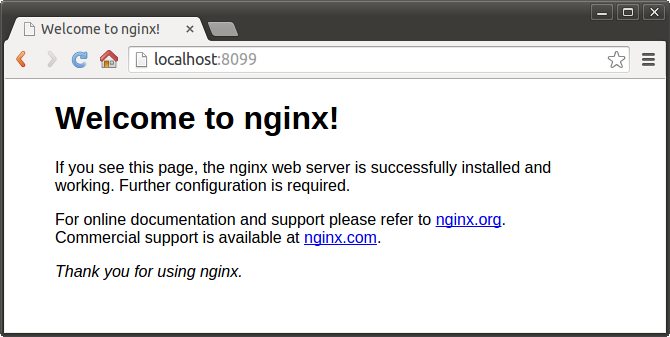 Welcome to nginx!
localhost:8099
Welcome to nginx!
If you see this page, the nginx web server is successfully installed and
working. Further configuration is required.
For online documentation and support please refer to nginx.org.
Commercial support is available at nginx.com.
Thank you for using nginx.